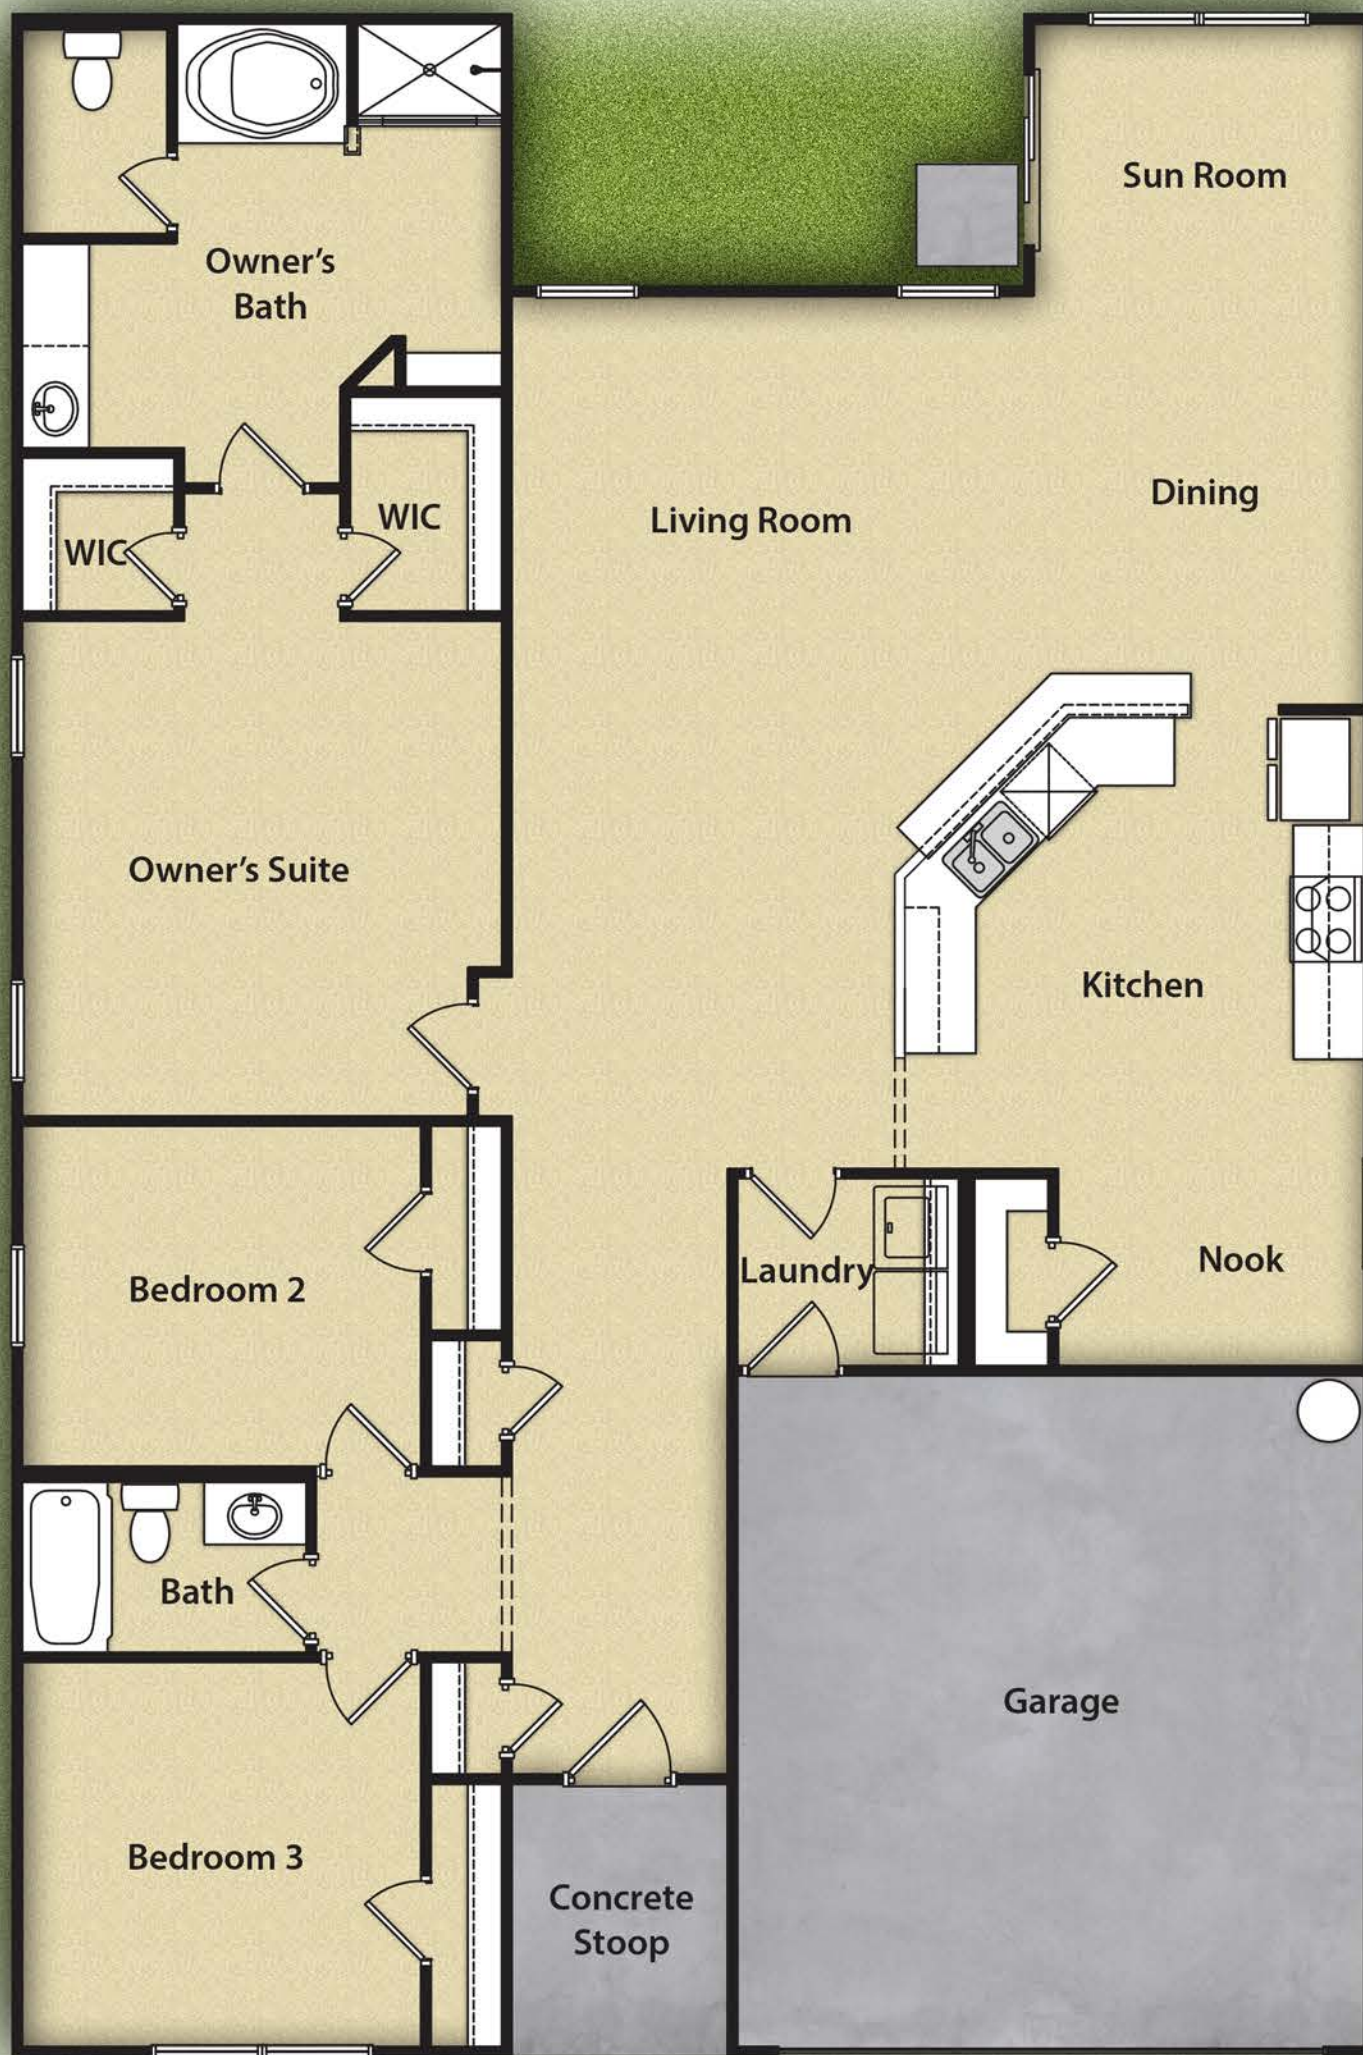 Sun Room
Owner's
Bath
WIC
WIC
Living Room
Dining
Owner's Suite
Kitchen
Bedroom 2
Laundry
Nook
Bath
Garage
Bedroom 3
Concrete
Stoop